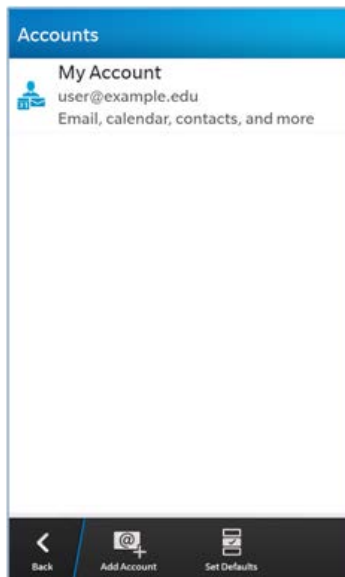 Accounts
My Account
user@example.edu
Email, calendar, contacts, and more
Back
Add Account
Set Defaults